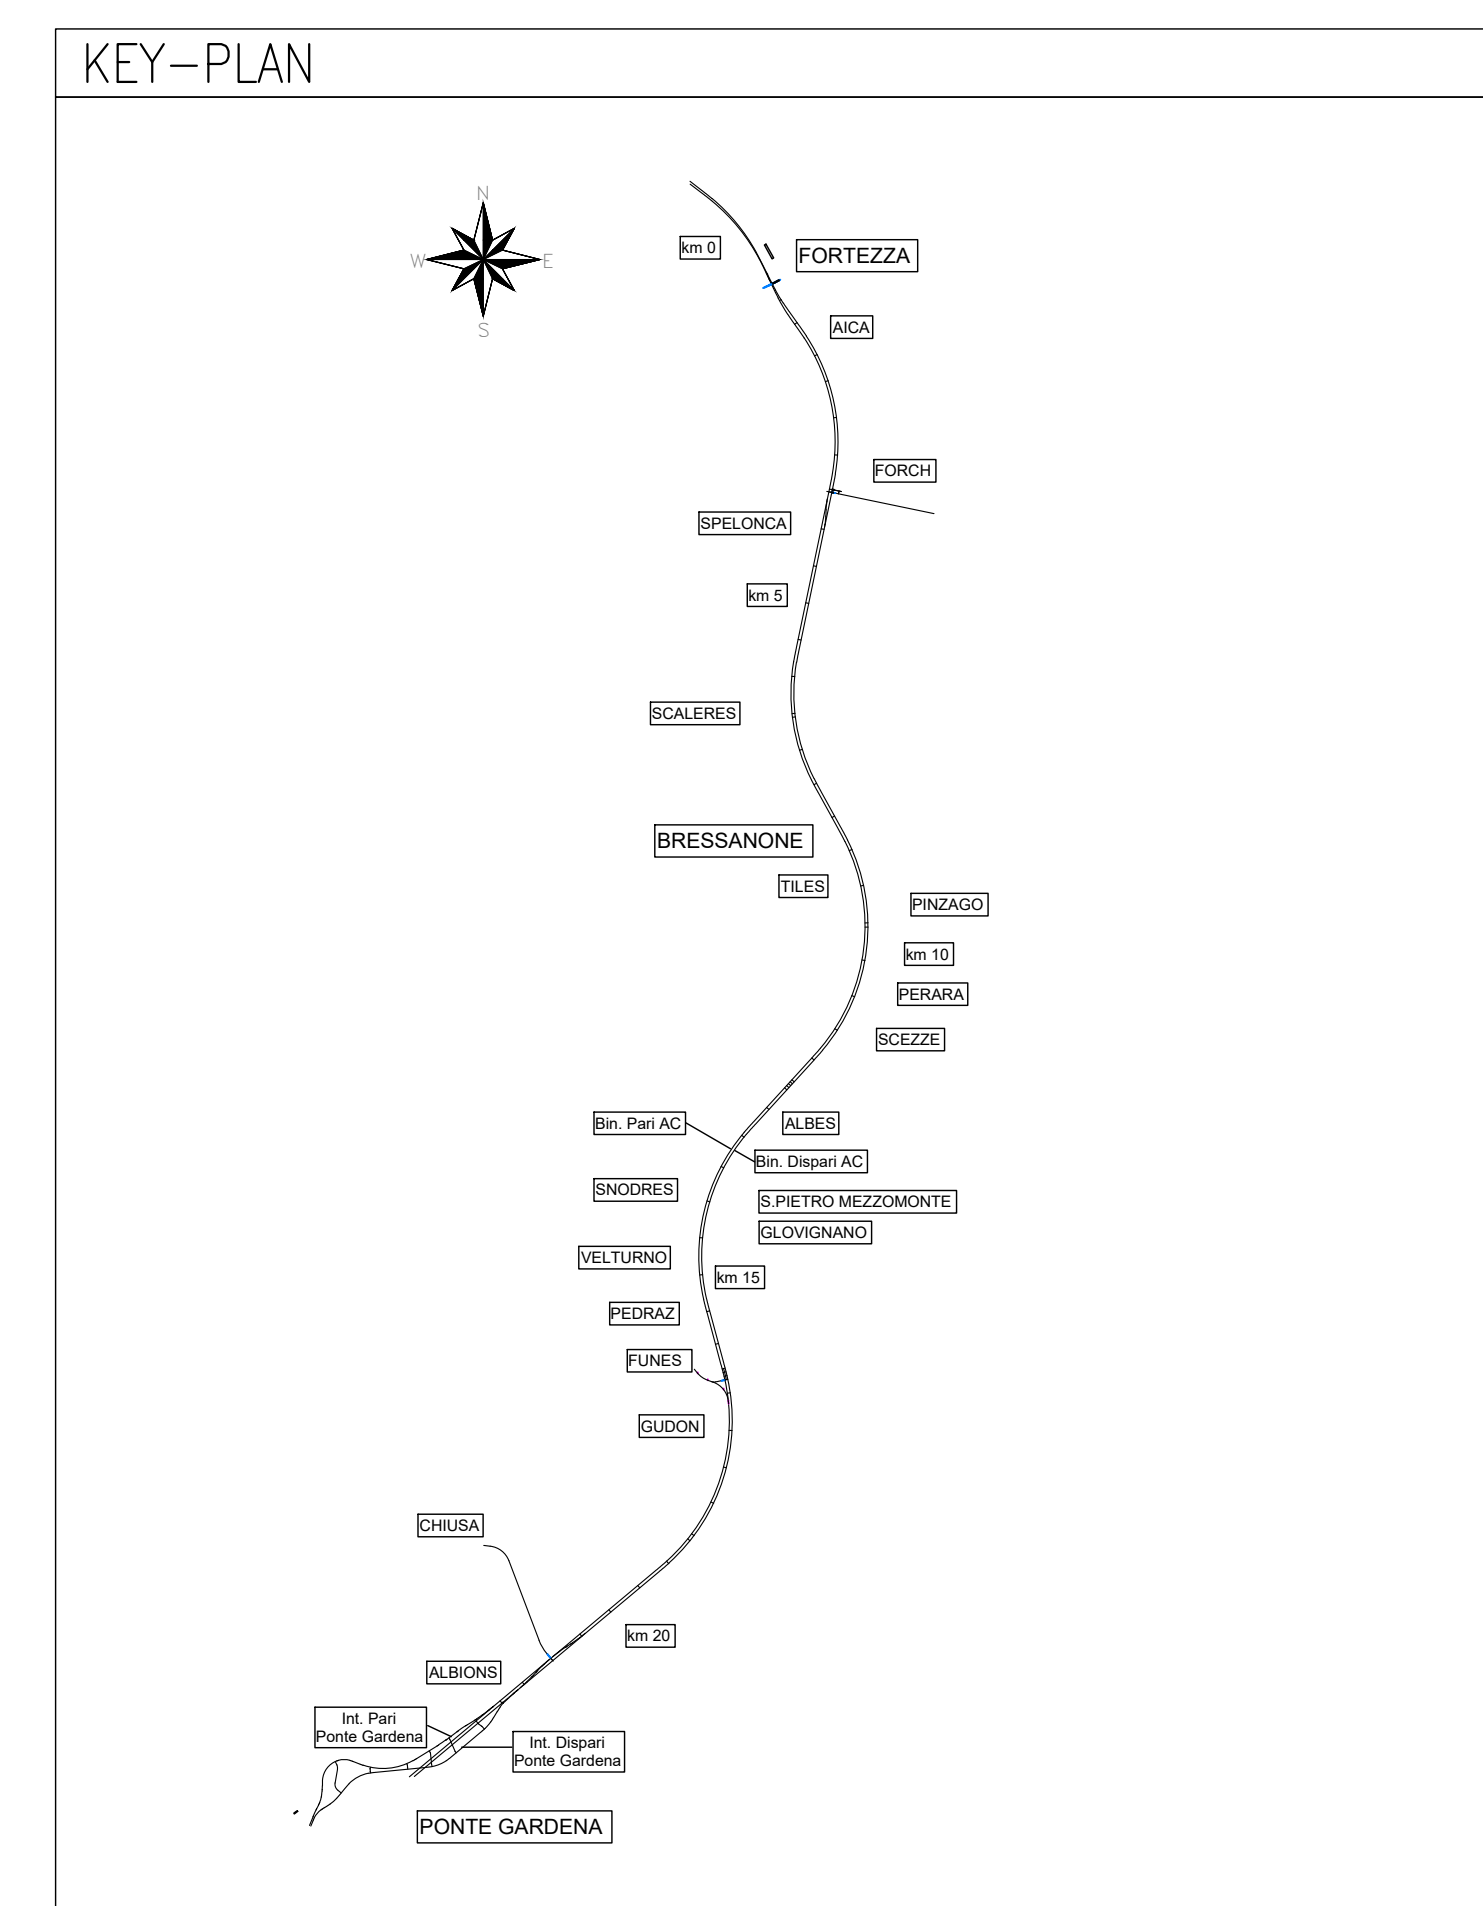 KEY-PLAN
N
W
E
S
km 0
FORTEZZA
AICA
FORCH
SPELONCA
km 5
SCALERES
BRESSANONE
TILES
PINZAGO
km 10
PERARA
SCEZZE
Bin. Pari AC
ALBES
Bin. Dispari AC
SNODRES
S.PIETRO MEZZOMONTE
GLOVIGNANO
VELTURNO
km 15
PEDRAZ
FUNES
GUDON
CHIUSA
km 20
ALBIONS
Int. Pari
Ponte Gardena
Int. Dispari
Ponte Gardena
PONTE GARDENA